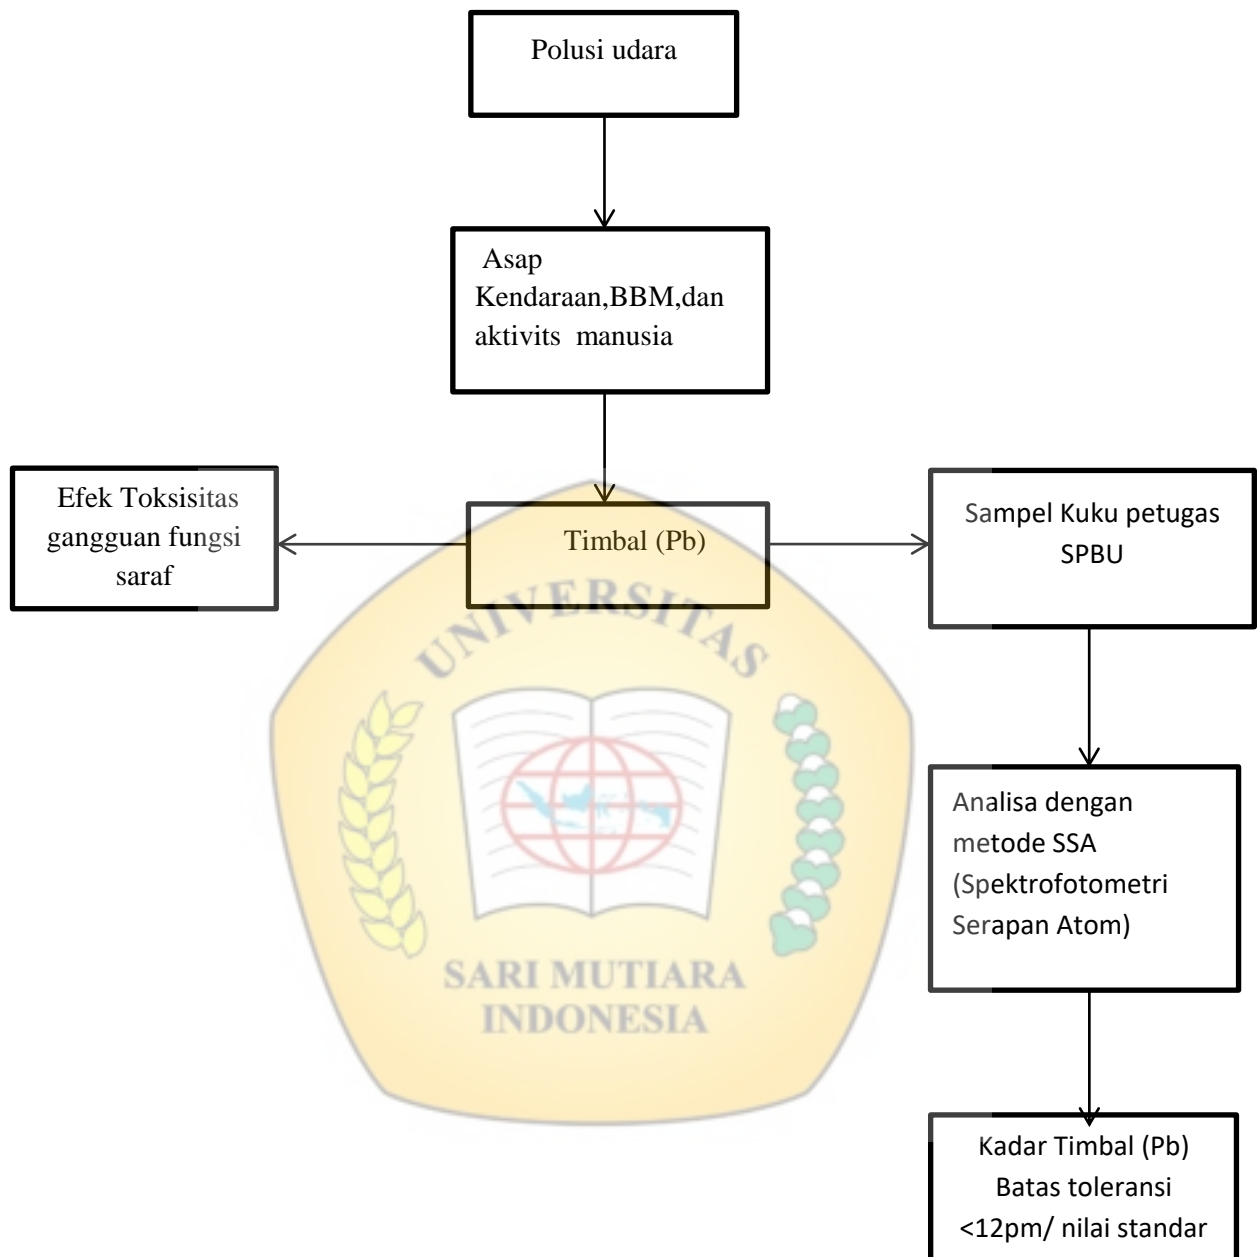 Polusi udara
Asap
Kendaraan,BBM,dan
aktivits manusia
Efek Toksisitas
gangguan fungsi
saraf
Timbal (Pb)
Sampel Kuku petugas
SPBU
UNIVERSITAS
SARI MUTIARA
INDONESIA
Analisa dengan
metode SSA
(Spektrofotometri
Serapan Atom)
Kadar Timbal (Pb)
Batas toleransi
<12pm/ nilai standar